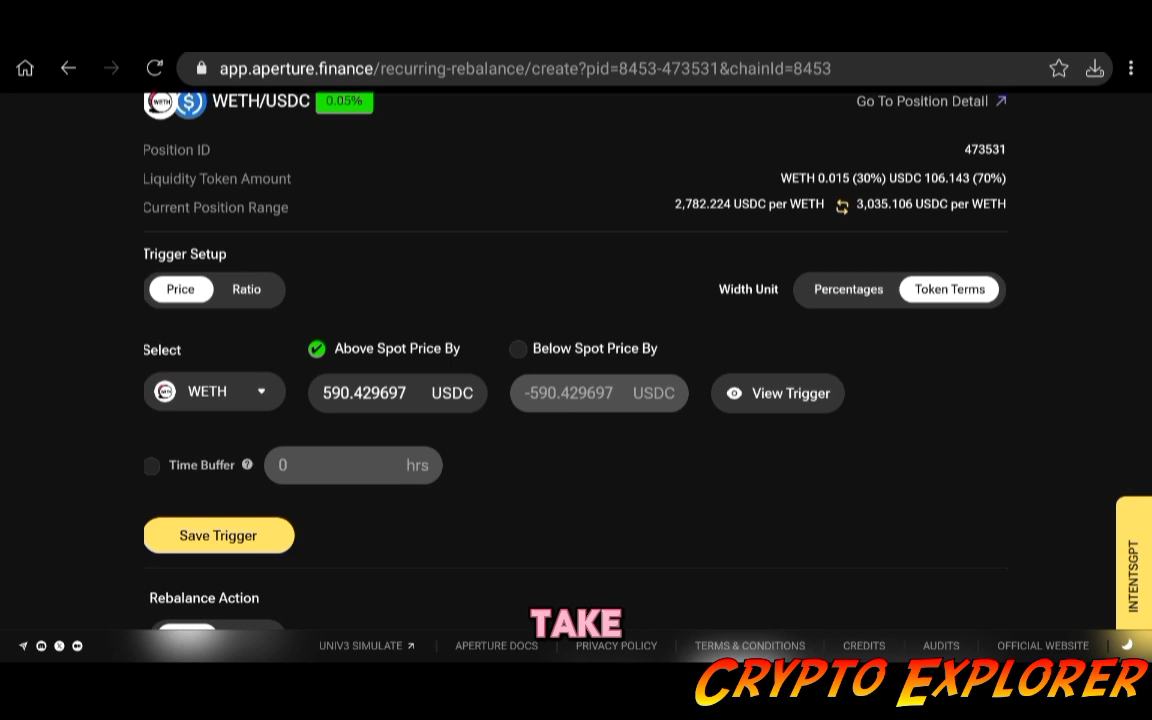 app.aperture.finance/recurring-rebalance/create?pid=8453-473531&chainId=8453
WETH WETH/USDC 0.05% Go To Position Detail
Position ID 473531
Liquidity Token Amount WETH 0.015 (30%) USDC 106.143 (70%)
Current Position Range 2,782.224 USDC per WETH 3,035.106 USDC per WETH
Trigger Setup
Price Ratio Width Unit Percentages Token Terms
Select Above Spot Price By Below Spot Price By
WETH 590.429697 USDC -590.429697 USDC View Trigger
Time Buffer ? 0 hrs
Save Trigger
INTENTSGPT
Rebalance Action
TAKE
UNIV3 SIMULATE APERTURE DOCS PRIVACY POLICY TERMS & CONDITIONS CREDITS AUDITS OFFICIAL WEBSITE
CRYPTO EXPLORER